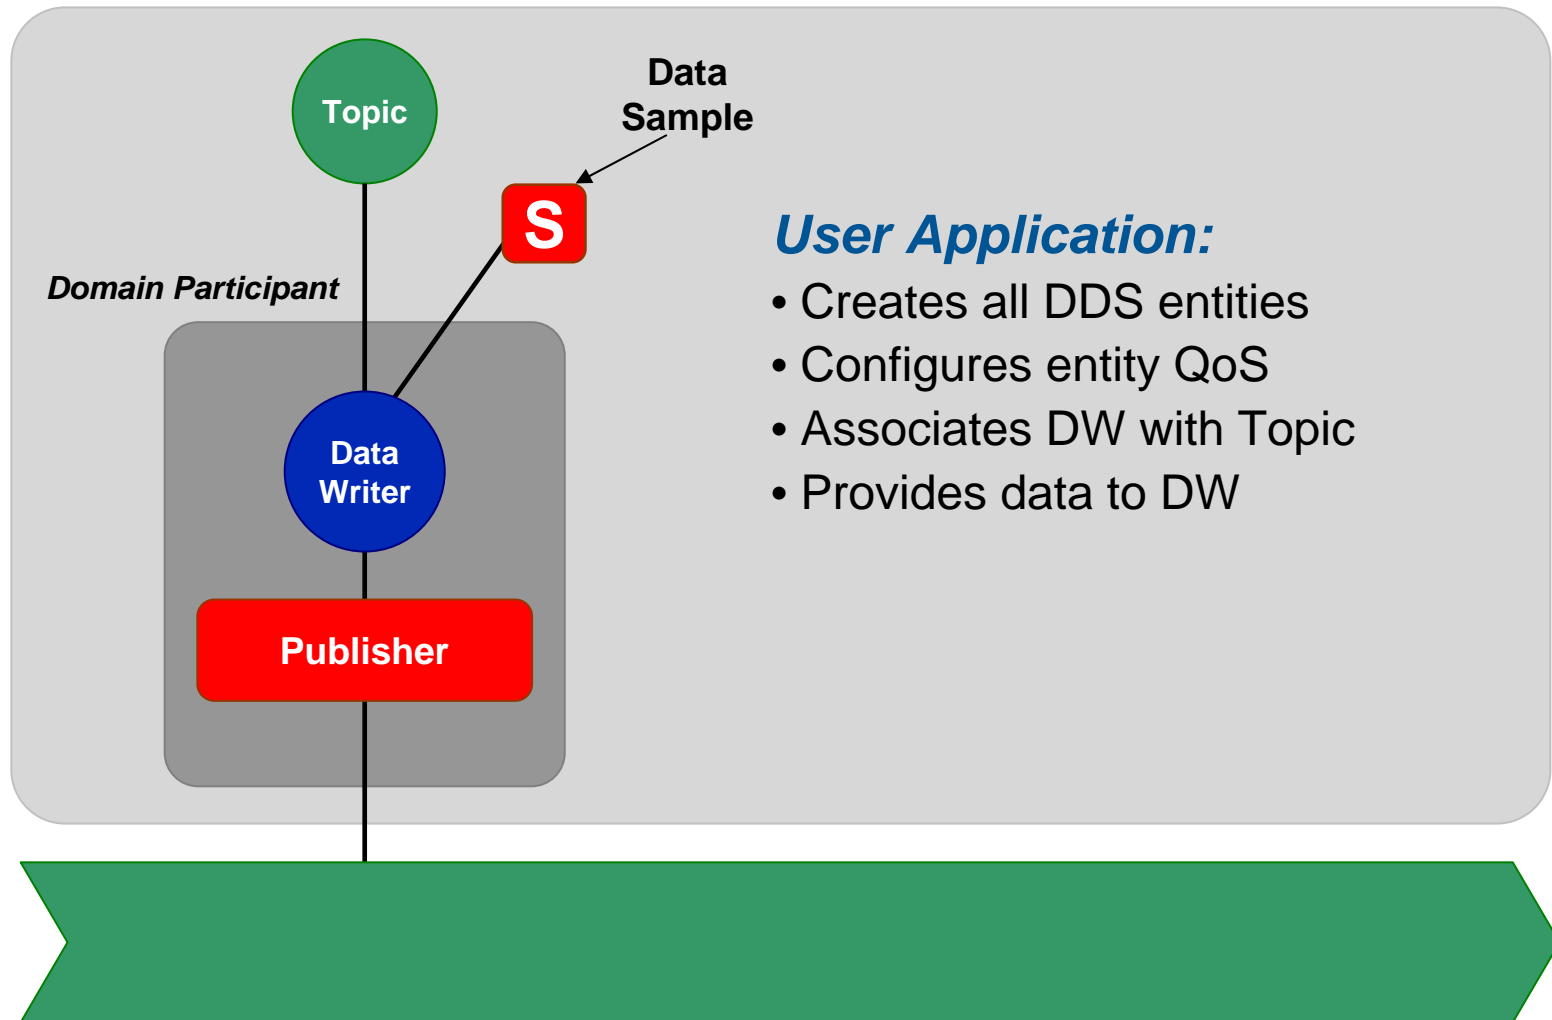 Topic
Data
Sample
S
Domain Participant
Data
Writer
Publisher
User Application:
• Creates all DDS entities
• Configures entity QoS
• Associates DW with Topic
• Provides data to DW